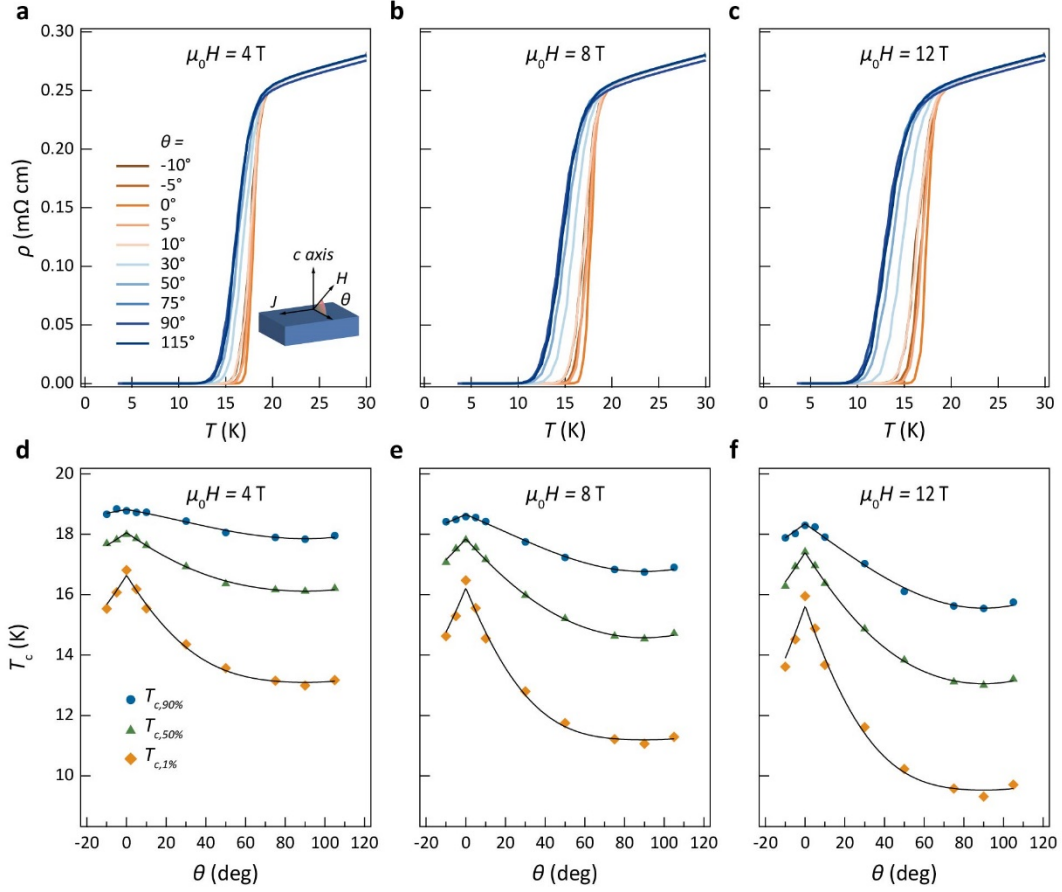 a
b
c
μ₀H = 4 T
μ₀H = 8 T
μ₀H = 12 T
0.30
0.25
0.20
0.15
0.10
0.05
0.00
ρ (mΩ cm)
θ =
-10°
-5°
0°
5°
10°
30°
50°
75°
90°
115°
c axis
H
J
θ
0 5 10 15 20 25 30
0 5 10 15 20 25 30
0 5 10 15 20 25 30
T (K)
T (K)
T (K)
d
e
f
μ₀H = 4 T
μ₀H = 8 T
μ₀H = 12 T
20
18
16
14
12
10
T_c (K)
T_c,90%
T_c,50%
T_c,1%
-20 0 20 40 60 80 100 120
-20 0 20 40 60 80 100 120
-20 0 20 40 60 80 100 120
θ (deg)
θ (deg)
θ (deg)